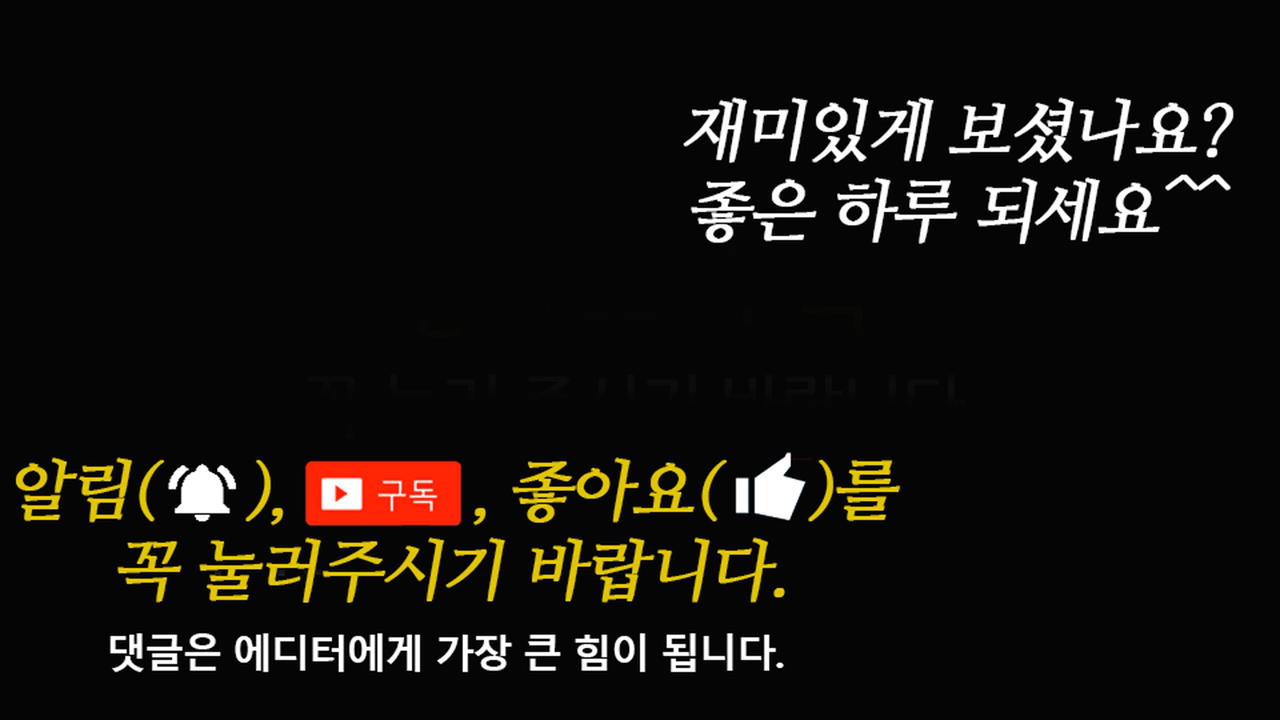 재미있게 보셨나요?
좋은 하루 되세요^^
알림( ), 구독 , 좋아요( )를
꼭 눌러주시기 바랍니다.
댓글은 에디터에게 가장 큰 힘이 됩니다.